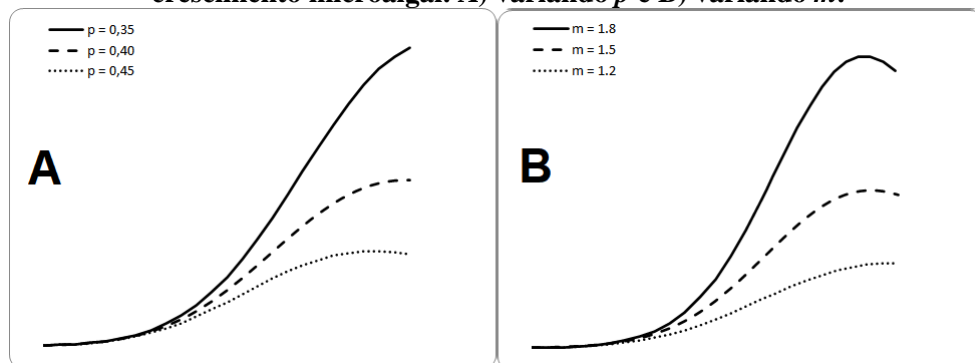 crescimento microalgal. A) variando p e B) variando m.
p = 0,35
p = 0,40
p = 0,45
A
m = 1.8
m = 1.5
m = 1.2
B